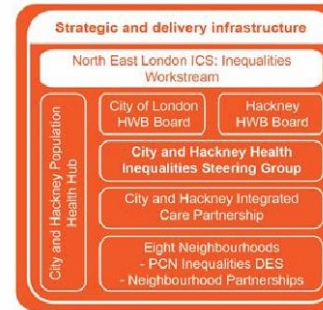 Strategic and delivery infrastructure
North East London ICS: Inequalities
Workstream
City and Hackney Population
Health Hub
City of London
HWB Board
Hackney
HWB Board
City and Hackney Health
Inequalities Steering Group
City and Hackney Integrated
Care Partnership
Eight Neighbourhoods
- PCN Inequalities DES
- Neighbourhood Partnerships